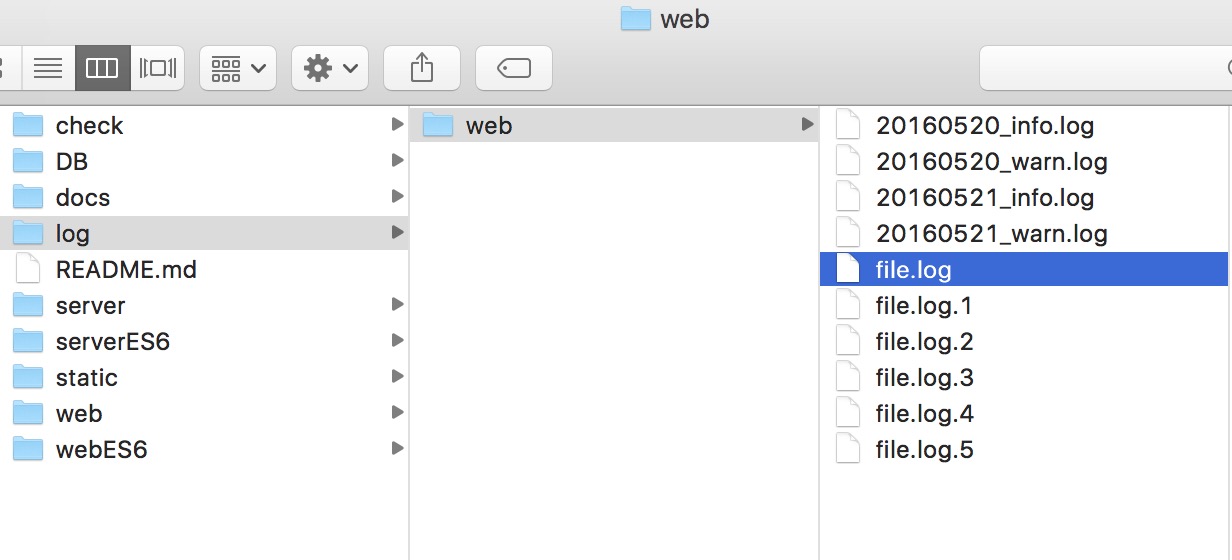 web
check
DB
docs
log
README.md
server
serverES6
static
web
webES6
web
20160520_info.log
20160520_warn.log
20160521_info.log
20160521_warn.log
file.log
file.log.1
file.log.2
file.log.3
file.log.4
file.log.5